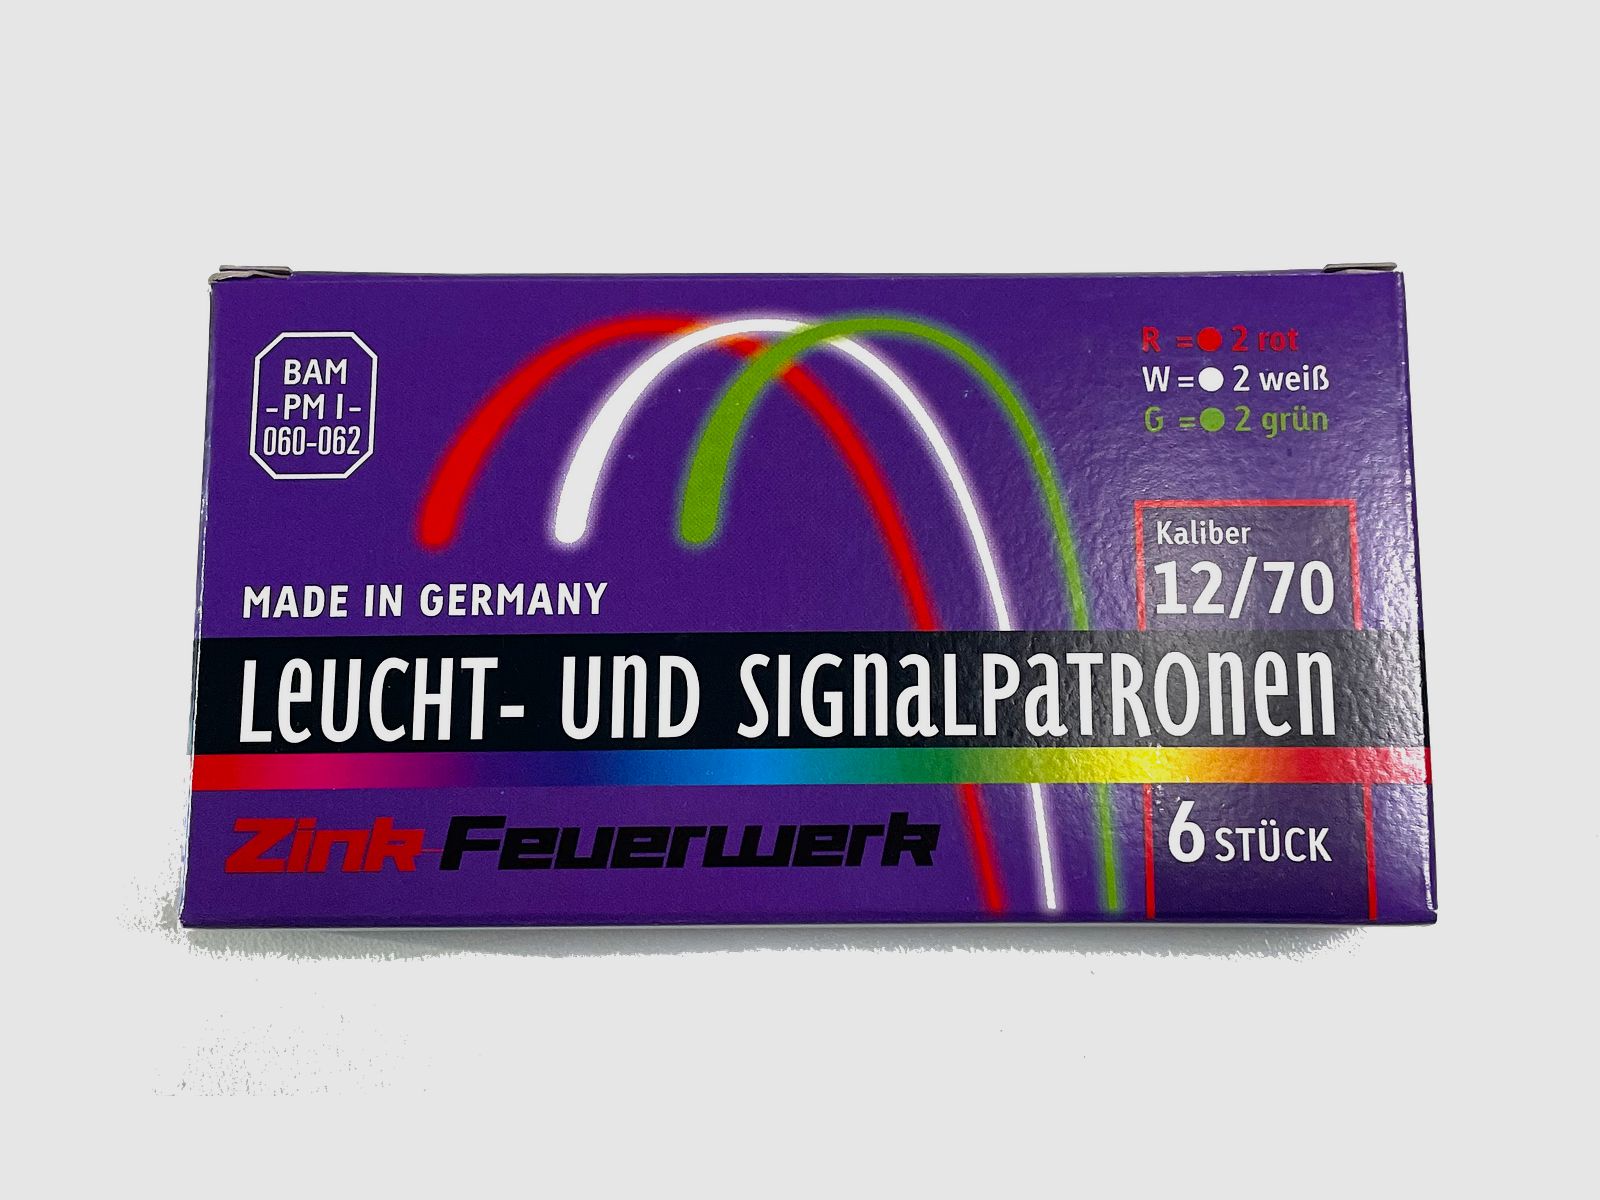 BAM
-PM I-
060-062
R = 2 rot
W = 2 weiß
G = 2 grün
Kaliber
12/70
MADE IN GERMANY
LEUCHT- UND SIGNALPATRONEN
Zink-Feuerwerk
6 STÜCK